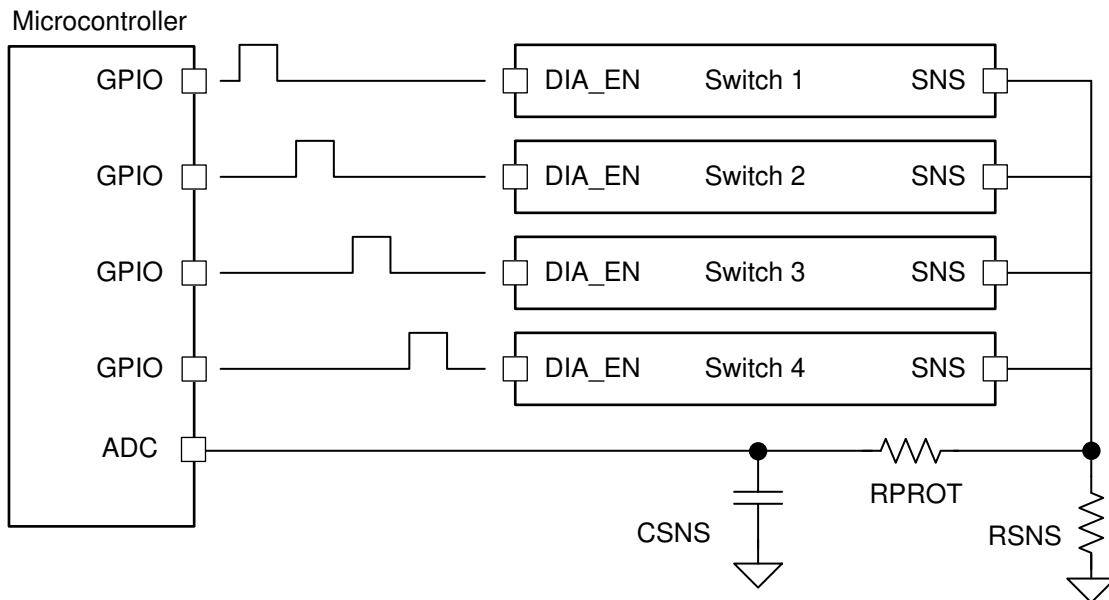 Microcontroller
GPIO DIA_EN Switch 1 SNS
GPIO DIA_EN Switch 2 SNS
GPIO DIA_EN Switch 3 SNS
GPIO DIA_EN Switch 4 SNS
ADC
RPROT
CSNS
RSNS